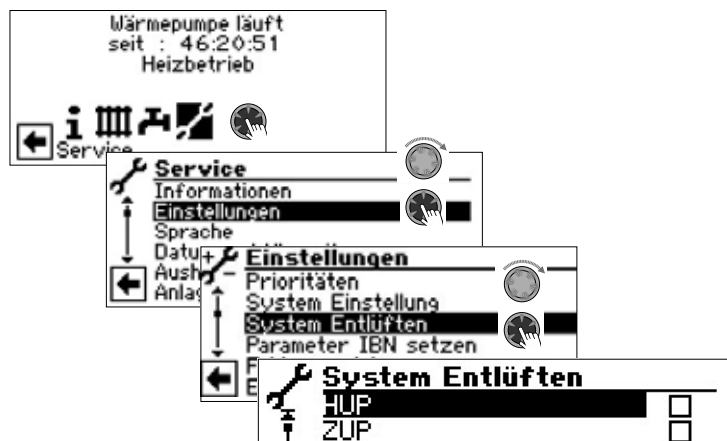 Wärmepumpe läuft
seit : 46:20:51
Heizbetrieb
Service
Service
Informationen
Einstellungen
Sprache
Einstellungen
Prioritäten
System Einstellung
System Entlüften
Parameter IBN setzen
System Entlüften
HUP
ZUP